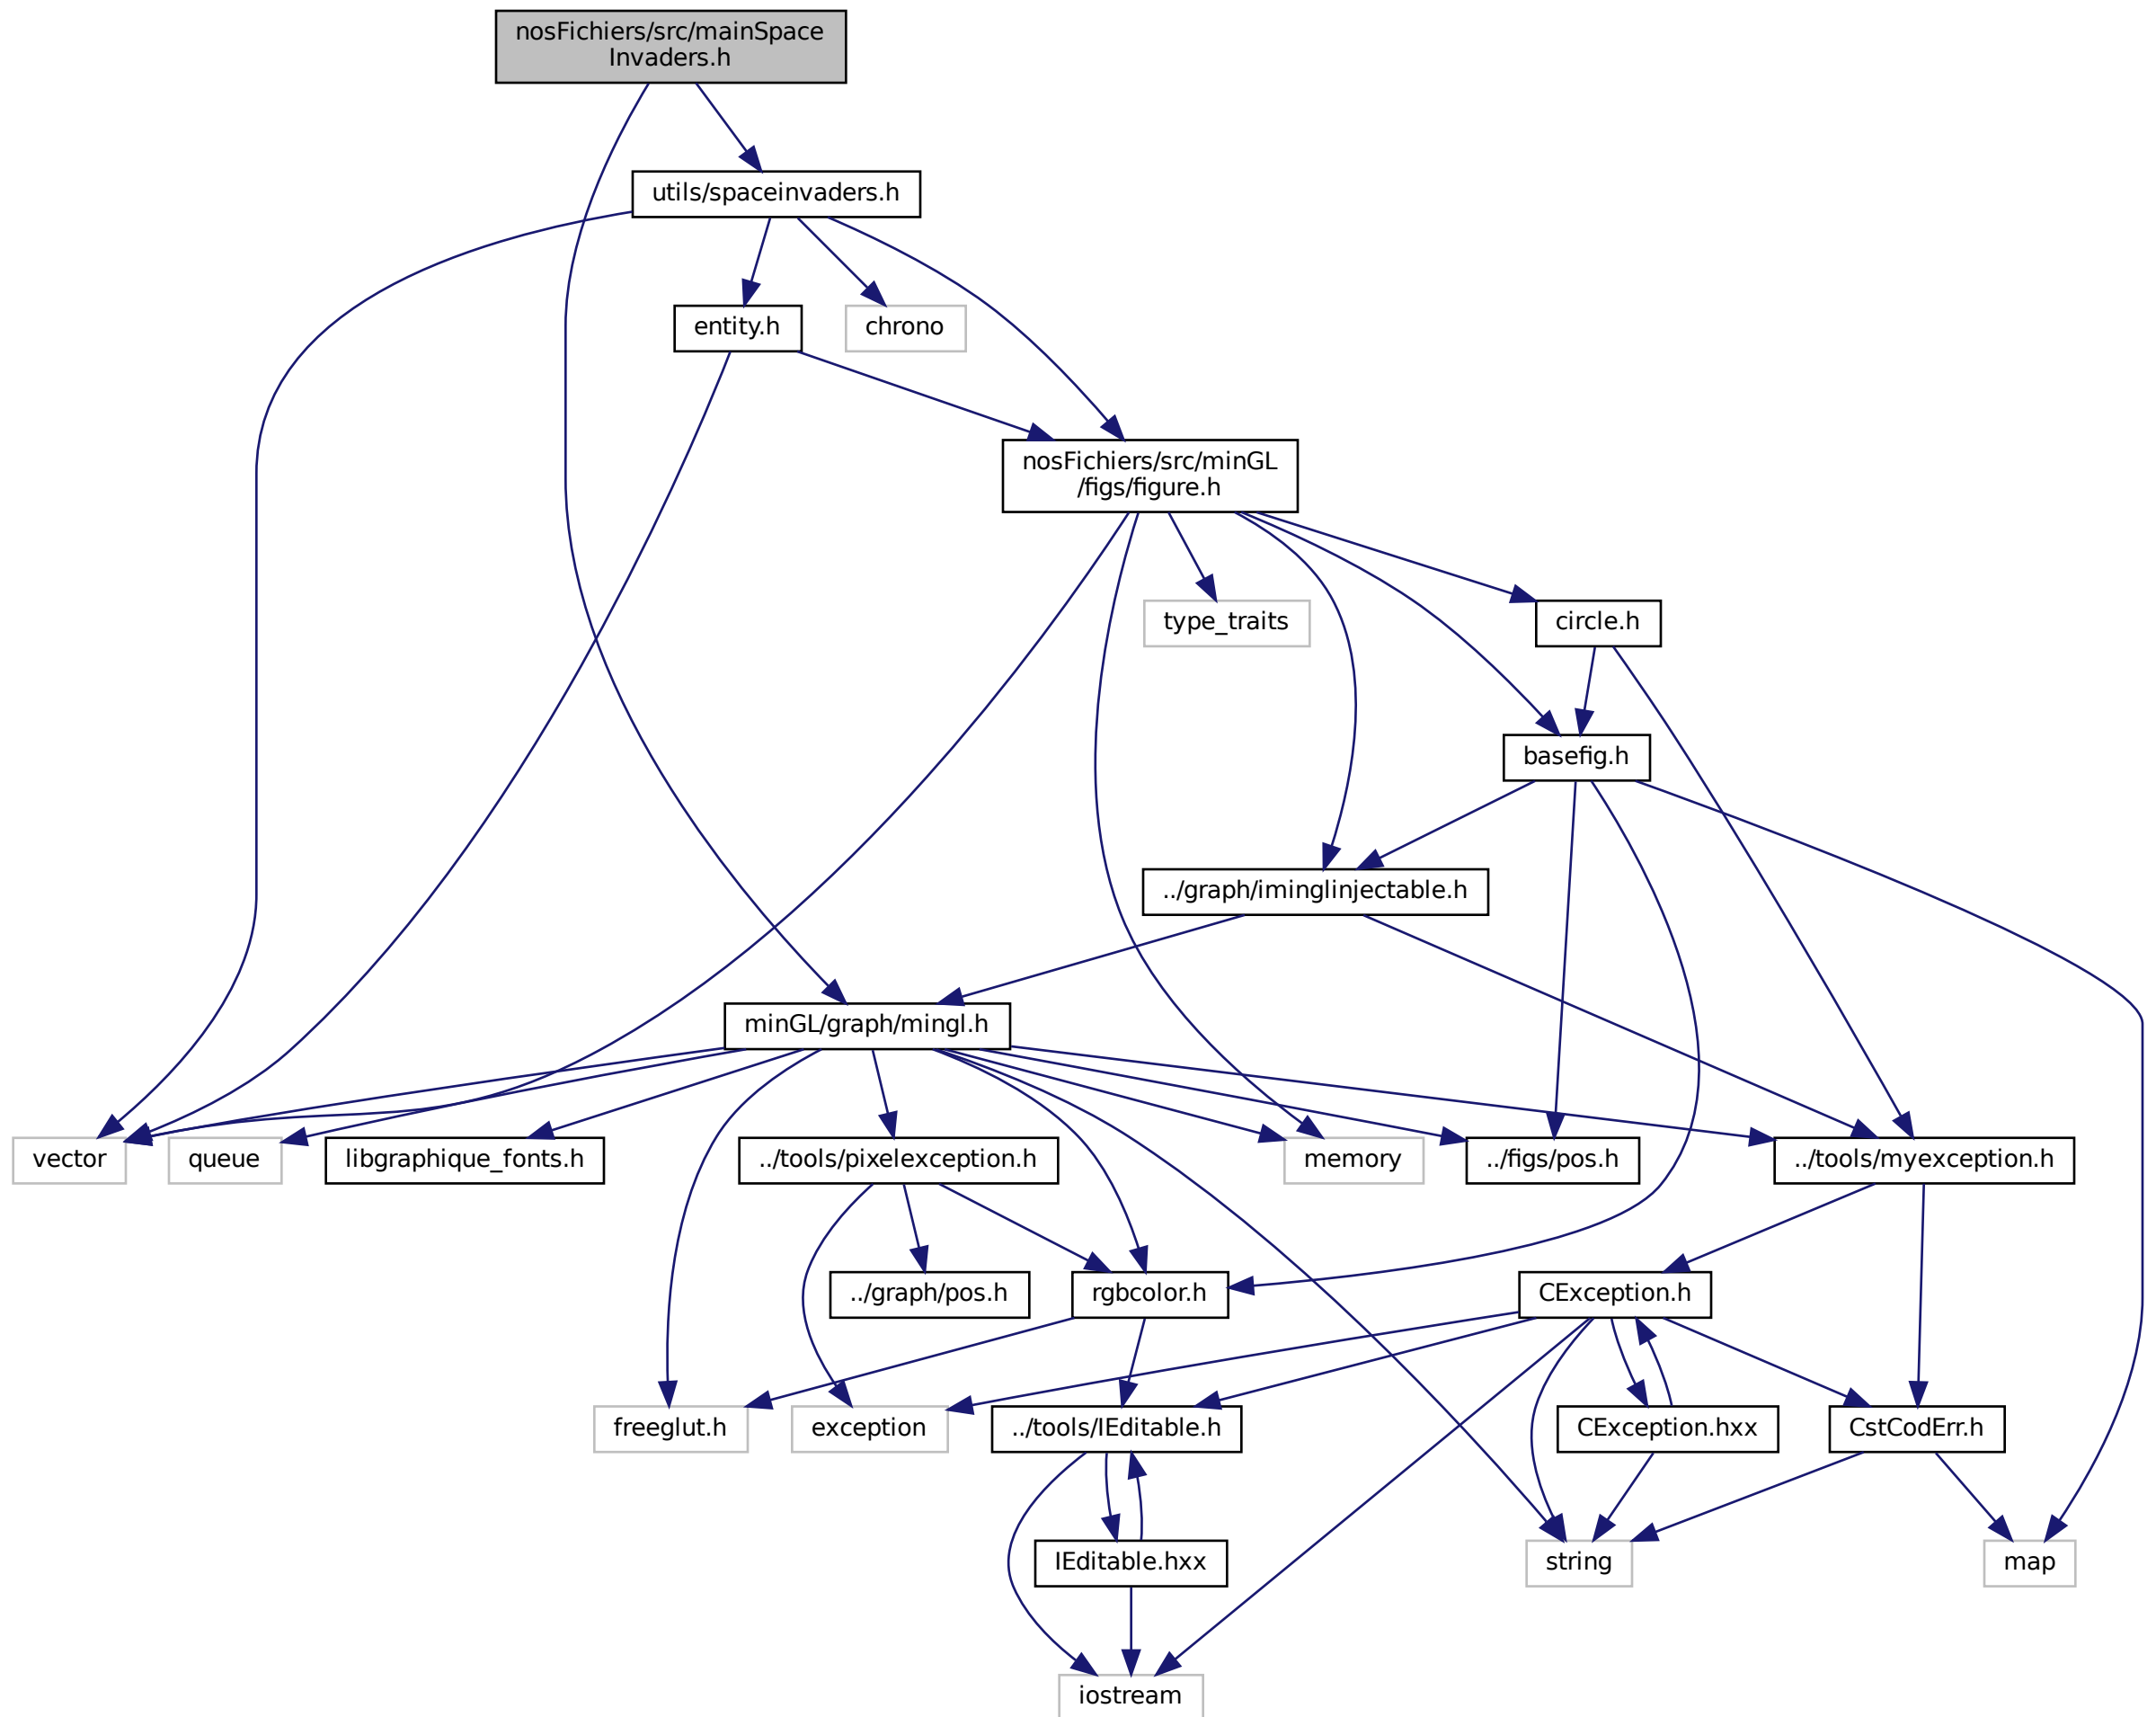 nosFichiers/src/mainSpace
Invaders.h
utils/spaceinvaders.h
entity.h
chrono
nosFichiers/src/minGL
/figs/figure.h
type_traits
circle.h
basefig.h
../graph/iminglinjectable.h
minGL/graph/mingl.h
vector
queue
libgraphique_fonts.h
../tools/pixelexception.h
memory
../figs/pos.h
../tools/myexception.h
../graph/pos.h
rgbcolor.h
CException.h
freeglut.h
exception
../tools/IEditable.h
CException.hxx
CstCodErr.h
IEditable.hxx
string
map
iostream